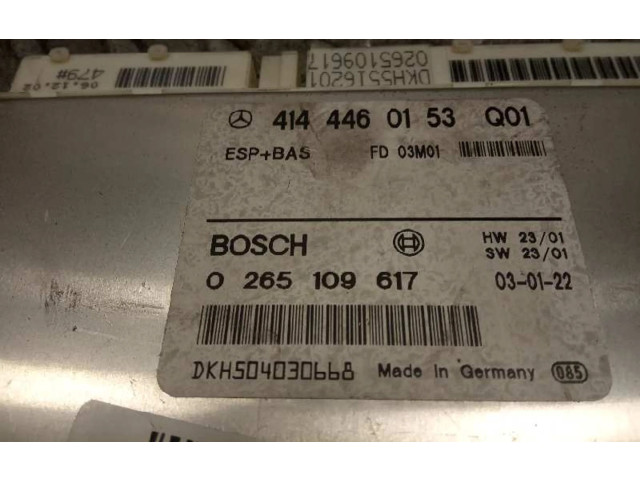 06.12.02
479#
DKH5516201
0265109617
414 446 01 53 Q01
ESP+BAS FD 03M01
BOSCH HW 23/01
SW 23/01
0 265 109 617 03-01-22
DKH504030668 Made in Germany 085